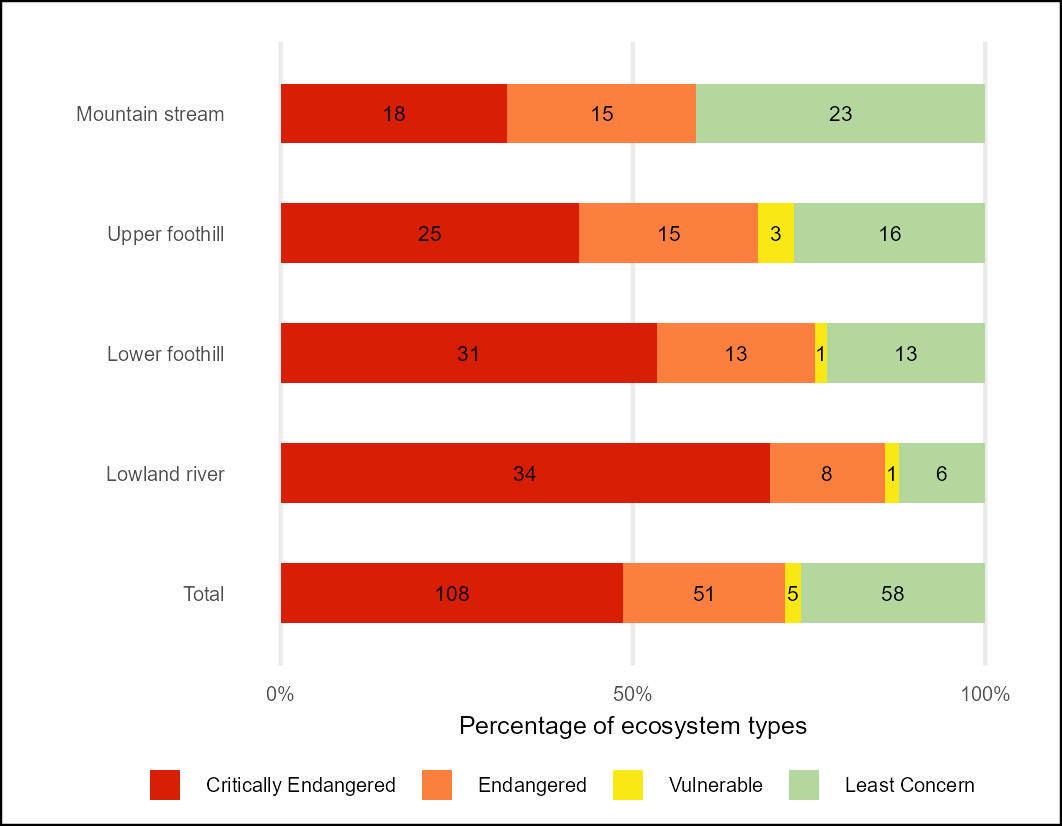 Mountain stream 18 15 23
Upper foothill 25 15 3 16
Lower foothill 31 13 1 13
Lowland river 34 8 1 6
Total 108 51 5 58
0% 50% 100%
Percentage of ecosystem types
Critically Endangered Endangered Vulnerable Least Concern